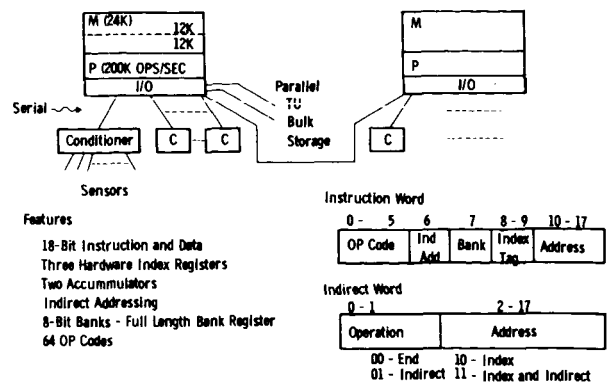 M (24K)
12K
12K
P (200K OPS/SEC
I/O
M
P
I/O
Parallel
TU
Bulk
Storage
Serial
Conditioner
C
C
C
Sensors
Features
18-Bit Instruction and Data
Three Hardware Index Registers
Two Accummulators
Indirect Addressing
8-Bit Banks - Full Length Bank Register
64 OP Codes
Instruction Word
0 - 5 6 7 8 - 9 10 - 17
OP Code Ind Add Bank Index Tag Address
Indirect Word
0 - 1 2 - 17
Operation Address
00 - End 10 - Index
01 - Indirect 11 - Index and Indirect